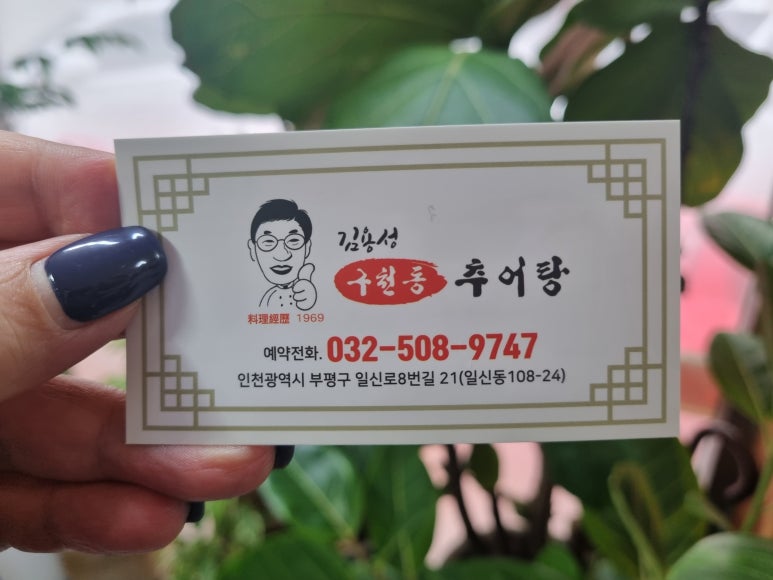 김용성
구천동 추어탕
料理經歷 1969
예약전화. 032-508-9747
인천광역시 부평구 일신로8번길 21(일신동108-24)